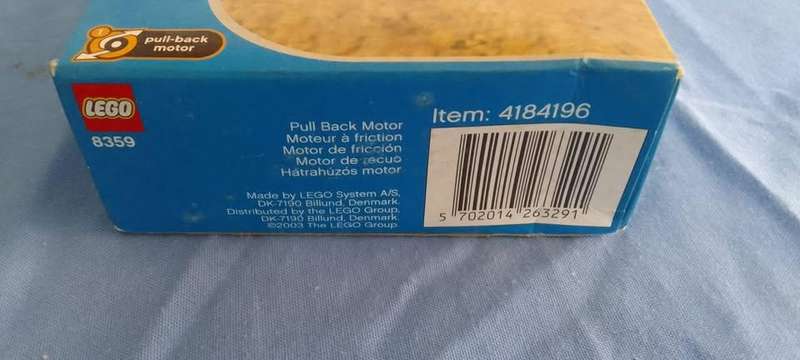 pull-back
motor
LEGO
8359
Pull Back Motor
Moteur à friction
Motor de fricción
Motor de recuo
Hátrahúzós motor
Made by LEGO System A/S,
DK-7190 Billund, Denmark.
Distributed by the LEGO Group,
DK-7190 Billund, Denmark.
©2003 The LEGO Group.
Item: 4184196
5 702014 263291